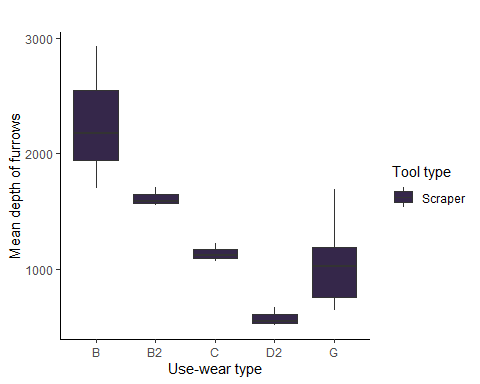 3000
2000
1000
Mean depth of furrows
B B2 C D2 G
Use-wear type
Tool type
Scraper